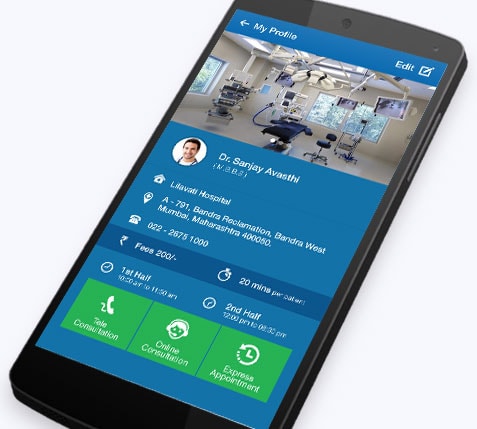 My Profile
Edit
Dr. Sanjay Avasthi
( M.B.B.S )
Lilavati Hospital
A - 791, Bandra Reclamation, Bandra West
Mumbai, Maharashtra 400050.
022 - 2675 1000
Fees 200/-
20 mins per patient
1st Half
10:00 am to 11:50 am
2nd Half
12:00 pm to 06:30 pm
Tele
Consultation
Online
Consultation
Express
Appointment